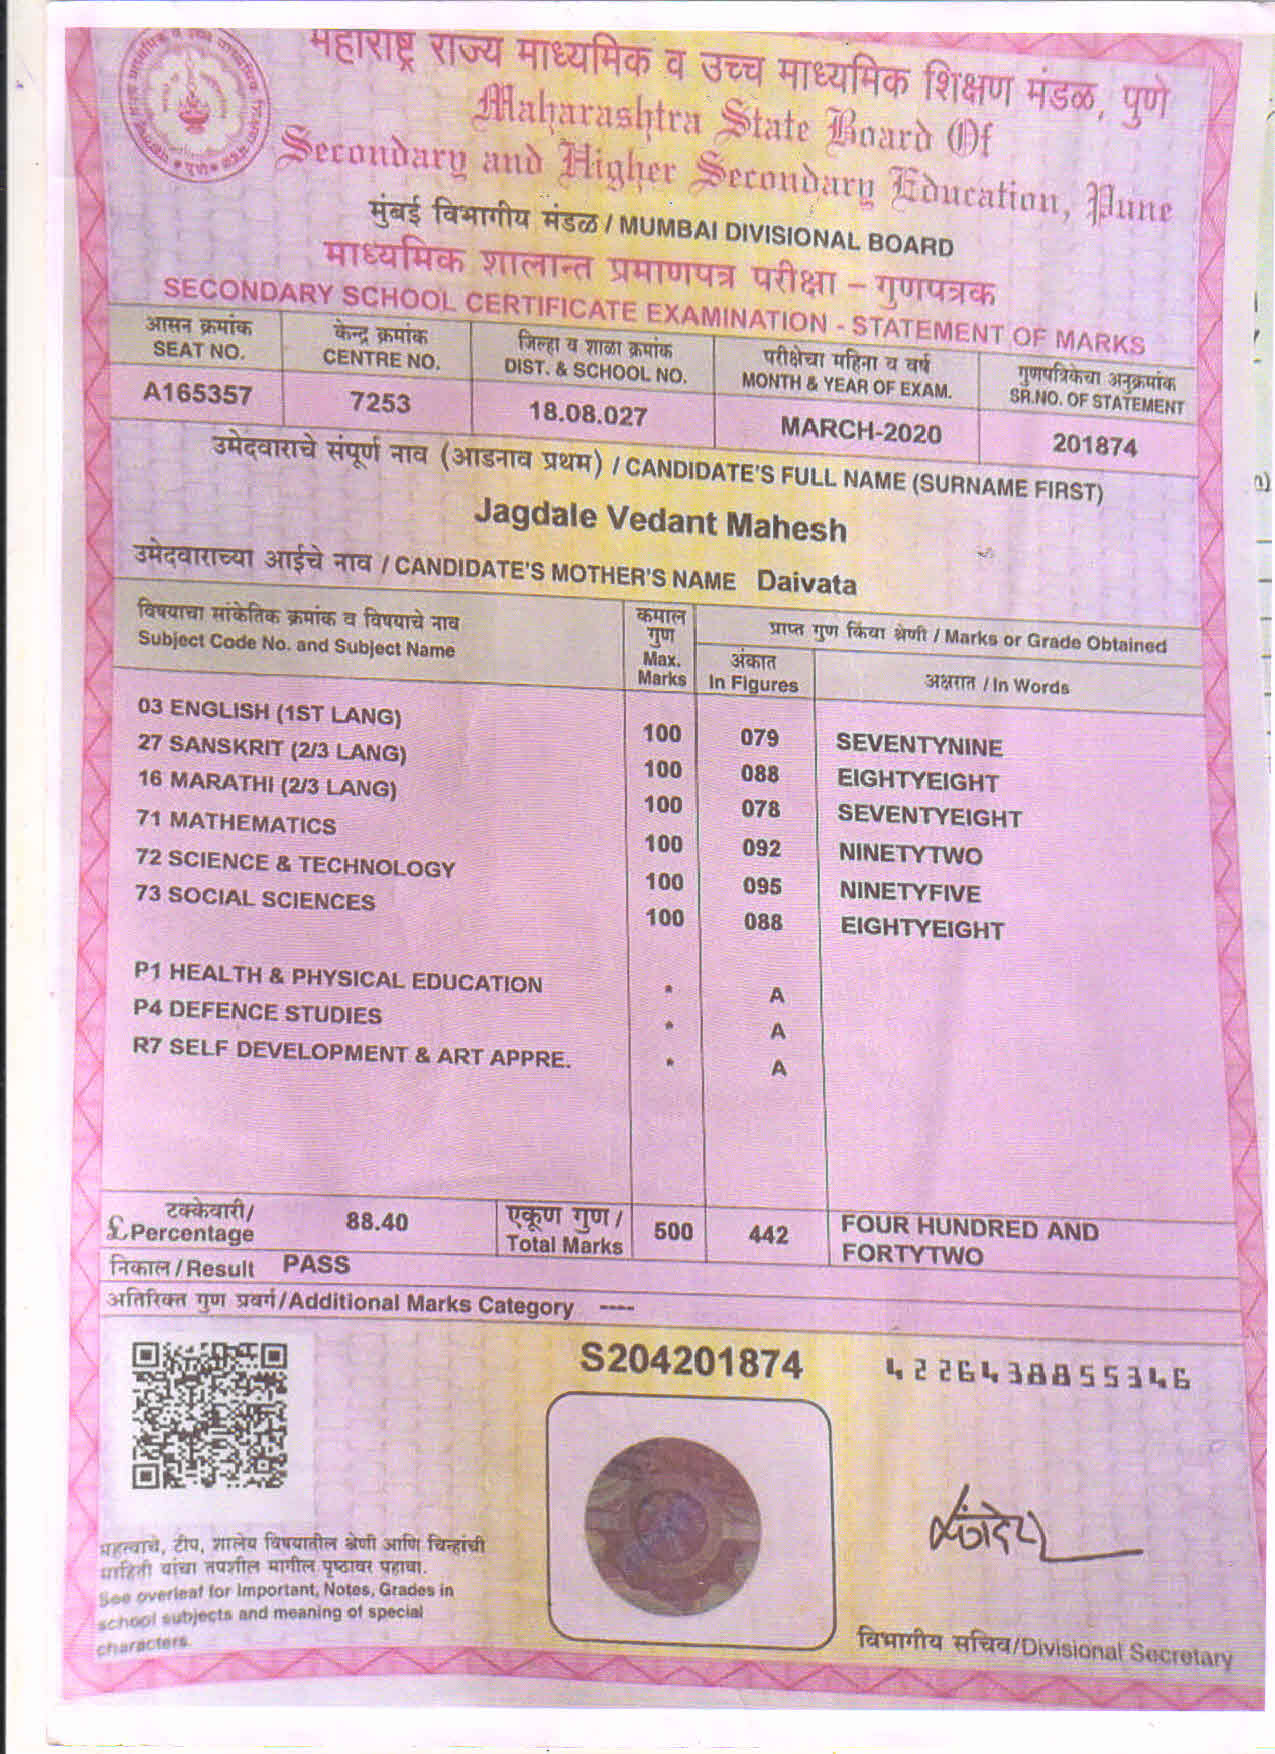 महाराष्ट्र राज्य माध्यमिक व उच्च माध्यमिक शिक्षण मंडळ, पुणे
Maharashtra State Board Of
Secondary and Higher Secondary Education, Pune
मुंबई विभागीय मंडळ / MUMBAI DIVISIONAL BOARD
माध्यमिक शालान्त प्रमाणपत्र परीक्षा – गुणपत्रक
SECONDARY SCHOOL CERTIFICATE EXAMINATION - STATEMENT OF MARKS
आसन क्रमांक केन्द्र क्रमांक जिल्हा व शाळा क्रमांक परीक्षेचा महिना व वर्ष गुणपत्रिकेचा अनुक्रमांक
SEAT NO. CENTRE NO. DIST. & SCHOOL NO. MONTH & YEAR OF EXAM. SR.NO. OF STATEMENT
A165357 7253 18.08.027 MARCH-2020 201874
उमेदवाराचे संपूर्ण नाव (आडनाव प्रथम) / CANDIDATE'S FULL NAME (SURNAME FIRST)
Jagdale Vedant Mahesh
उमेदवाराच्या आईचे नाव / CANDIDATE'S MOTHER'S NAME Daivata
विषयाचा सांकेतिक क्रमांक व विषयाचे नाव
Subject Code No. and Subject Name
कमाल
गुण
Max.
Marks
प्राप्त गुण किंवा श्रेणी / Marks or Grade Obtained
अंकात
In Figures
अक्षरात / In Words
03 ENGLISH (1ST LANG) 100 079 SEVENTYNINE
27 SANSKRIT (2/3 LANG) 100 088 EIGHTYEIGHT
16 MARATHI (2/3 LANG) 100 078 SEVENTYEIGHT
71 MATHEMATICS 100 092 NINETYTWO
72 SCIENCE & TECHNOLOGY 100 095 NINETYFIVE
73 SOCIAL SCIENCES 100 088 EIGHTYEIGHT
P1 HEALTH & PHYSICAL EDUCATION * A
P4 DEFENCE STUDIES * A
R7 SELF DEVELOPMENT & ART APPRE. * A
टक्केवारी/
£ Percentage
88.40
एकूण गुण /
Total Marks
500 442
FOUR HUNDRED AND
FORTYTWO
निकाल / Result PASS
अतिरिक्त गुण प्रवर्ग/Additional Marks Category ----
S204201874
4226438855346
महत्वाचे, टीप, शालेय विषयातील श्रेणी आणि चिन्हांची
माहिती यांचा तपशील मागील पृष्ठावर पहावा.
See overleaf for Important, Notes, Grades in
school subjects and meaning of special
characters.
विभागीय सचिव/Divisional Secretary